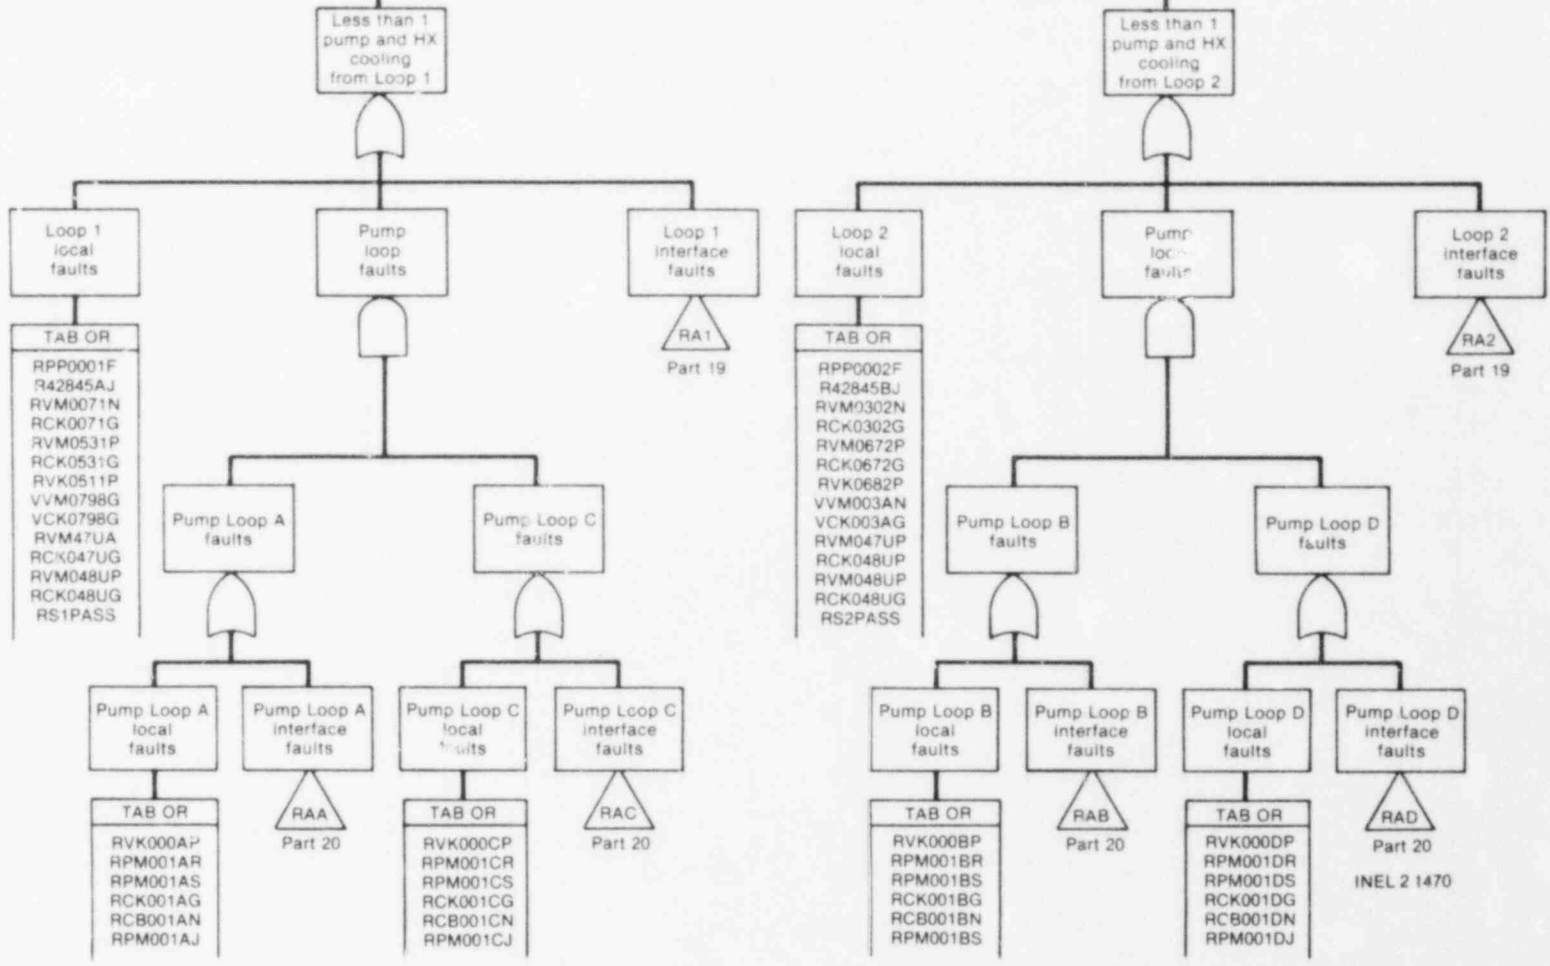 Less than 1
pump and HX
cooling
from Loop 1
Less than 1
pump and HX
cooling
from Loop 2
Loop 1
local
faults
Pump
loop
faults
Loop 1
interface
faults
Loop 2
local
faults
Pump
faults
Loop 2
interface
faults
RA1
Part 19
RA2
Part 19
TAB OR
RPP0001F
R42845AJ
RVM0071N
RCK0071G
RVM0531P
RCK0531G
RVK0511P
VVM0798G
VCK0798G
RVM47UA
RCK047UG
RVM048UP
RCK048UG
RS1PASS
TAB OR
RPP0002F
R42845BJ
RVM0302N
RCK0302G
RVM0672P
RCK0672G
RVK0682P
VVM003AN
VCK003AG
RVM047UP
RCK048UP
RVM048UP
RCK048UG
RS2PASS
Pump Loop A
faults
Pump Loop C
faults
Pump Loop B
faults
Pump Loop D
faults
Pump Loop A
local
faults
Pump Loop A
interface
faults
Pump Loop C
local
Pump Loop C
interface
faults
Pump Loop B
local
faults
Pump Loop B
interface
faults
Pump Loop D
local
faults
Pump Loop D
interface
faults
TAB OR
RVK000AP
RPM001AR
RPM001AS
RCK001AG
RCB001AN
RPM001AJ
RAA
Part 20
TAB OR
RVK000CP
RPM001CR
RPM001CS
RCK001CG
RCB001CN
RPM001CJ
RAC
Part 20
TAB OR
RVK000BP
RPM001BR
RPM001BS
RCK001BG
RCB001BN
RPM001BS
RAB
Part 20
TAB OR
RVK000DP
RPM001DR
RPM001DS
RCK001DG
RCB001DN
RPM001DJ
RAD
Part 20
INEL 2 1470